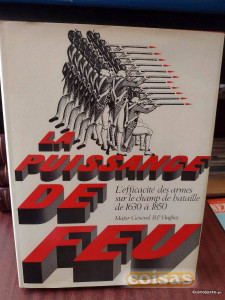 LA
PUISSANCE
DE
FEU
L'efficacité des armes
sur le champ de bataille
de 1630 à 1850
Major Général B.P. Hughes
coisas